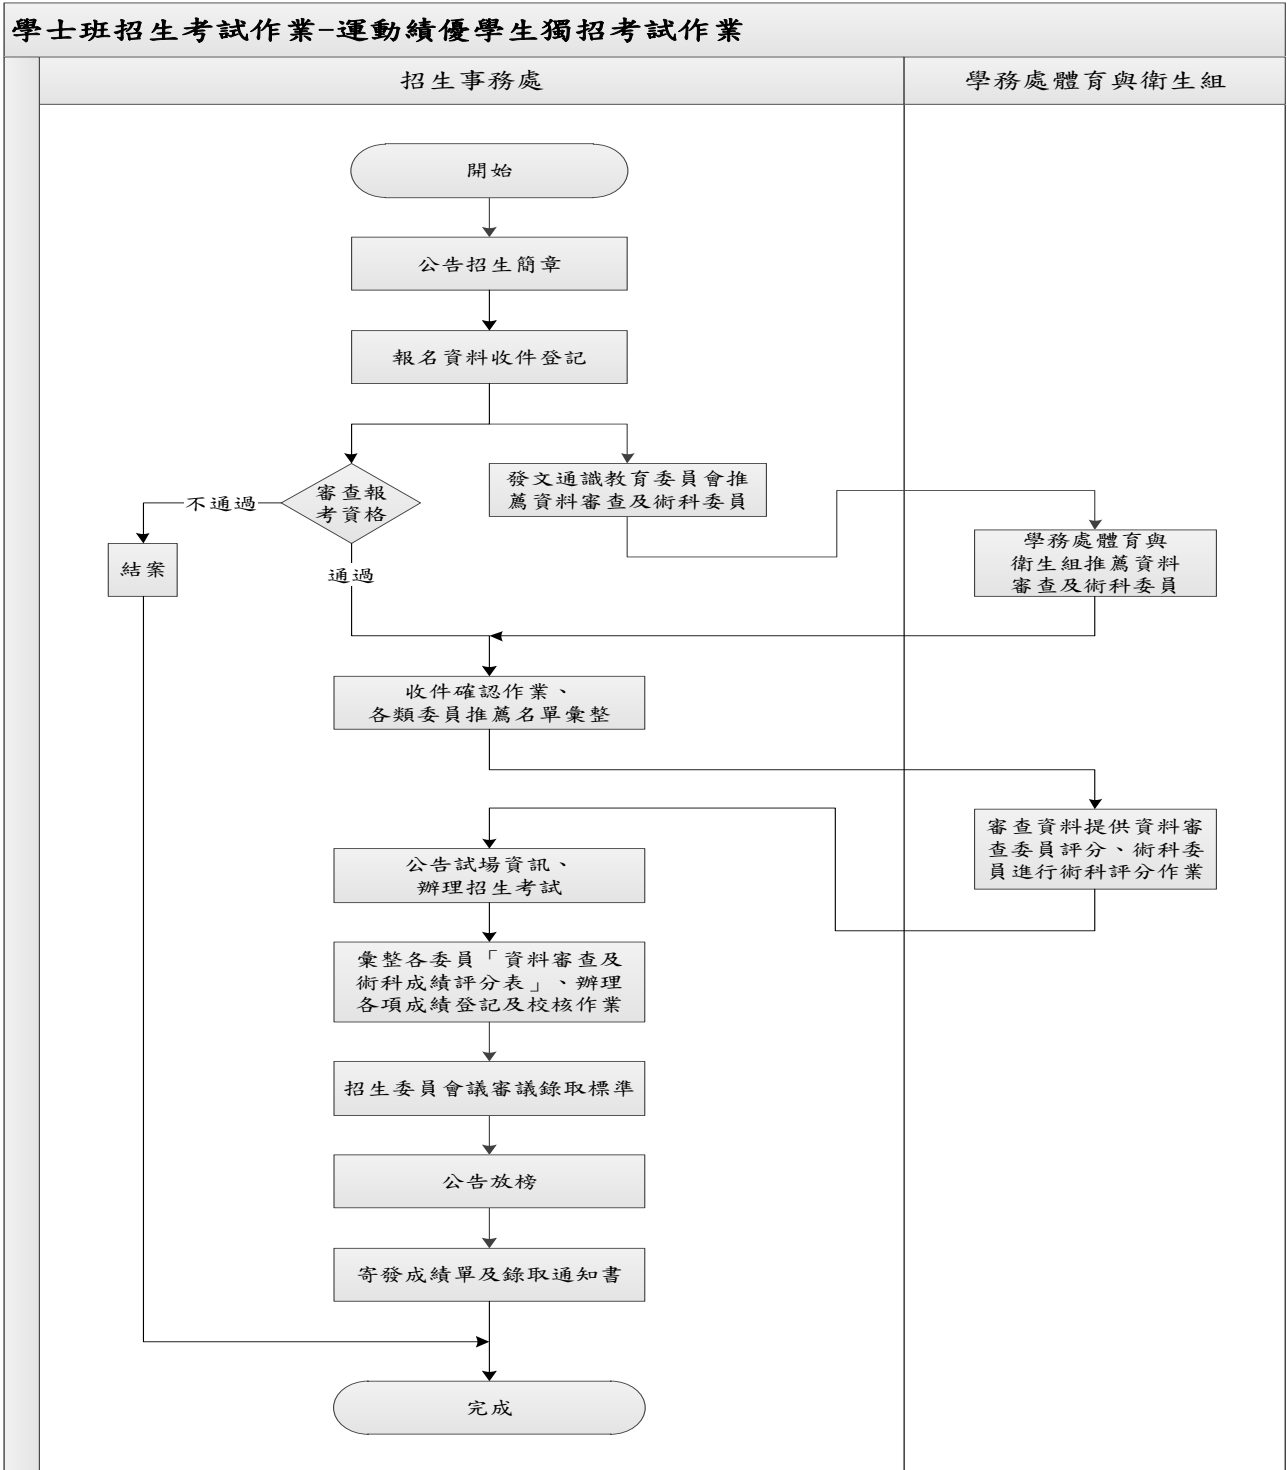 學士班招生考試作業-運動績優學生獨招考試作業
招生事務處
學務處體育與衛生組
開始
公告招生簡章
報名資料收件登記
審查報
考資格
不通過
通過
結案
發文通識教育委員會推
薦資料審查及術科委員
學務處體育與
衛生組推薦資料
審查及術科委員
收件確認作業、
各類委員推薦名單彙整
審查資料提供資料審
查委員評分、術科委
員進行術科評分作業
公告試場資訊、
辦理招生考試
彙整各委員「資料審查及
術科成績評分表」、辦理
各項成績登記及校核作業
招生委員會議審議錄取標準
公告放榜
寄發成績單及錄取通知書
完成